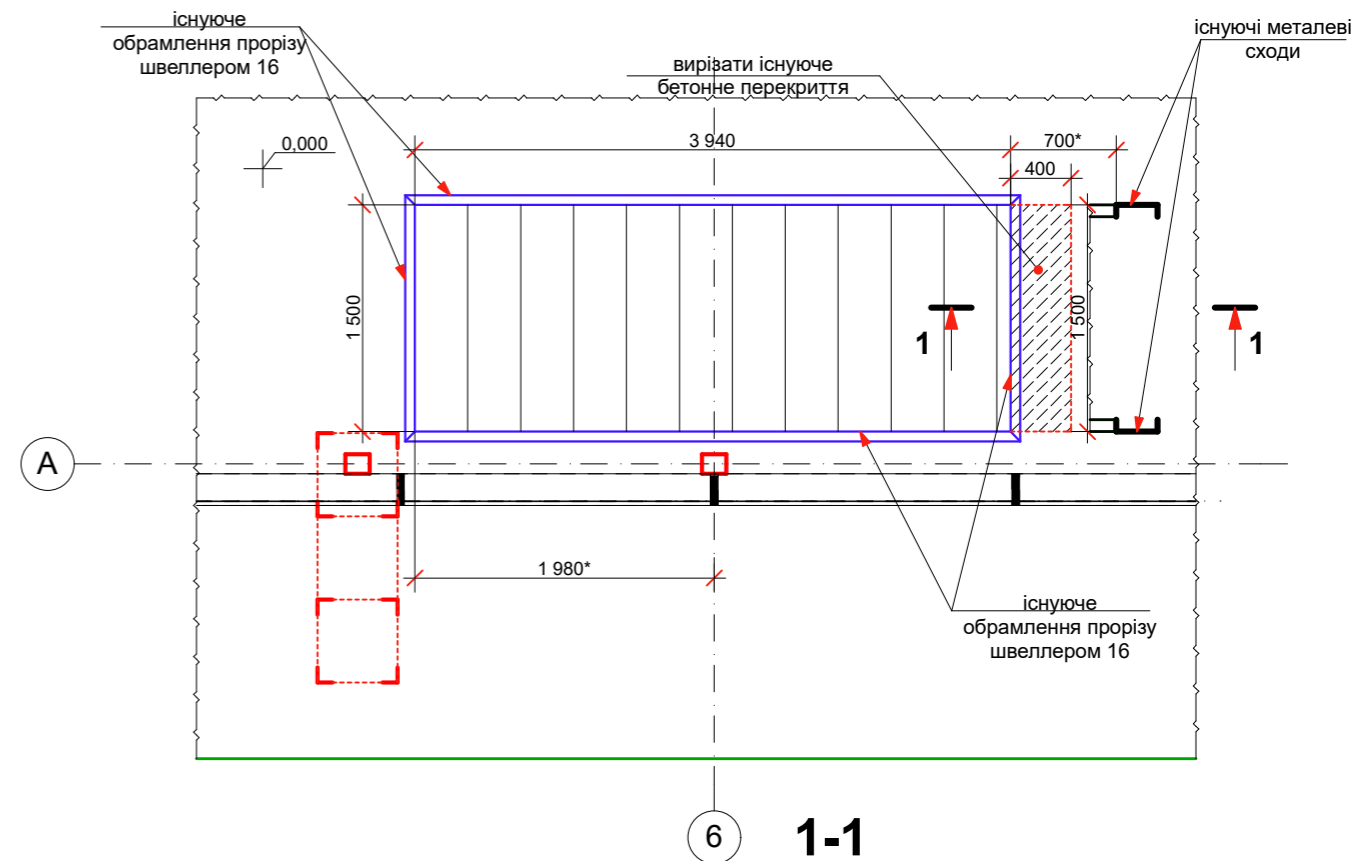 існуюче
обрамлення прорізу
швеллером 16
існуючі металеві
сходи
вирізати існуюче
бетонне перекриття
0,000
3 940
700*
400
1 500
1 500
1
1
А
1 980*
існуюче
обрамлення прорізу
швеллером 16
6
1-1